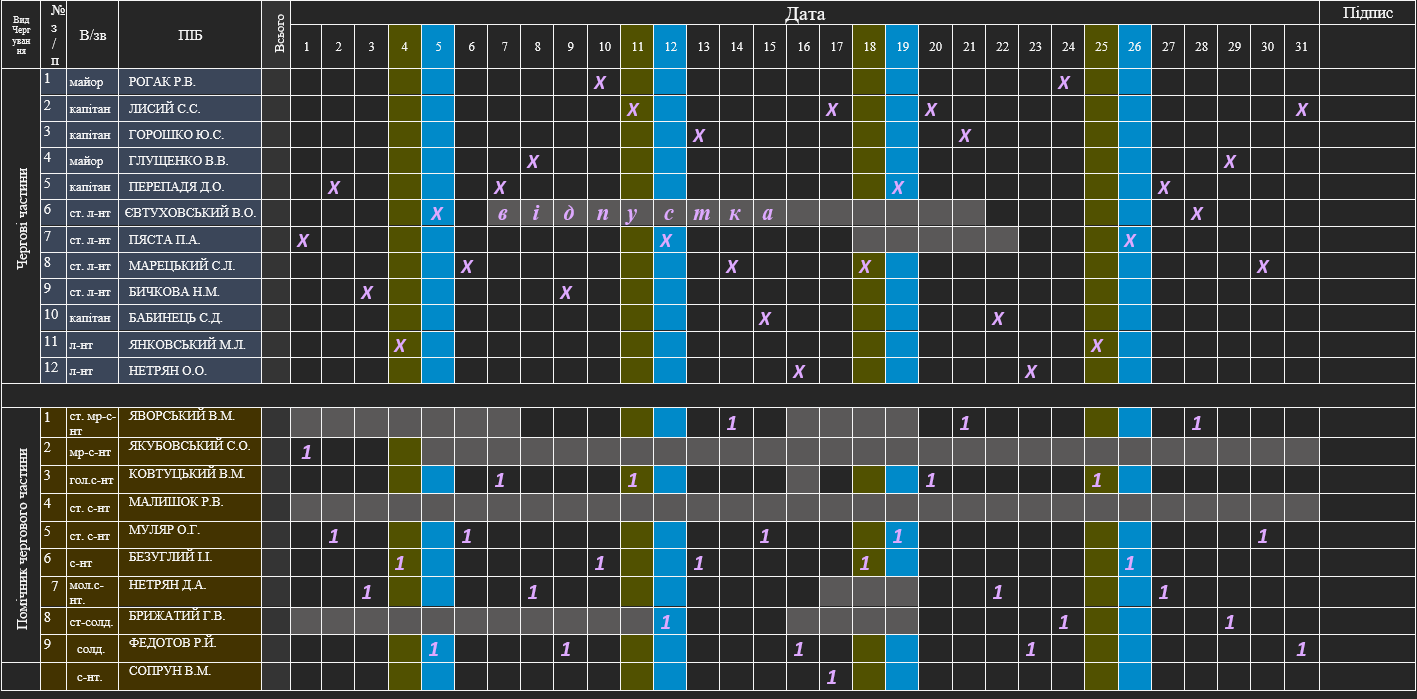 Вид Черг уван ня № з / п В/зв ПІБ Всього Дата Підпис
1 2 3 4 5 6 7 8 9 10 11 12 13 14 15 16 17 18 19 20 21 22 23 24 25 26 27 28 29 30 31
Чергові частини
1 майор РОГАК Р.В. X X
2 капітан ЛИСИЙ С.С. X X X X
3 капітан ГОРОШКО Ю.С. X X
4 майор ГЛУЩЕНКО В.В. X X
5 капітан ПЕРЕПАДЯ Д.О. X X X X
6 ст. л-нт ЄВТУХОВСЬКИЙ В.О. X в і д п у с т к а X
7 ст. л-нт ПЯСТА П.А. X X X
8 ст. л-нт МАРЕЦЬКИЙ С.Л. X X X X
9 ст. л-нт БИЧКОВА Н.М. X X
10 капітан БАБИНЕЦЬ С.Д. X X
11 л-нт ЯНКОВСЬКИЙ М.Л. X X
12 л-нт НЕТРЯН О.О. X X
Помічник чергового частини
1 ст. мр-с-нт ЯВОРСЬКИЙ В.М. 1 1 1
2 мр-с-нт ЯКУБОВСЬКИЙ С.О. 1
3 гол.с-нт КОВТУЦЬКИЙ В.М. 1 1 1 1
4 ст. с-нт МАЛИШОК Р.В.
5 ст. с-нт МУЛЯР О.Г. 1 1 1 1 1
6 с-нт БЕЗУГЛИЙ І.І. 1 1 1 1 1
7 мол.с-нт. НЕТРЯН Д.А. 1 1 1 1
8 ст-солд. БРИЖАТИЙ Г.В. 1 1 1
9 солд. ФЕДОТОВ Р.Й. 1 1 1 1 1
с-нт. СОПРУН В.М. 1